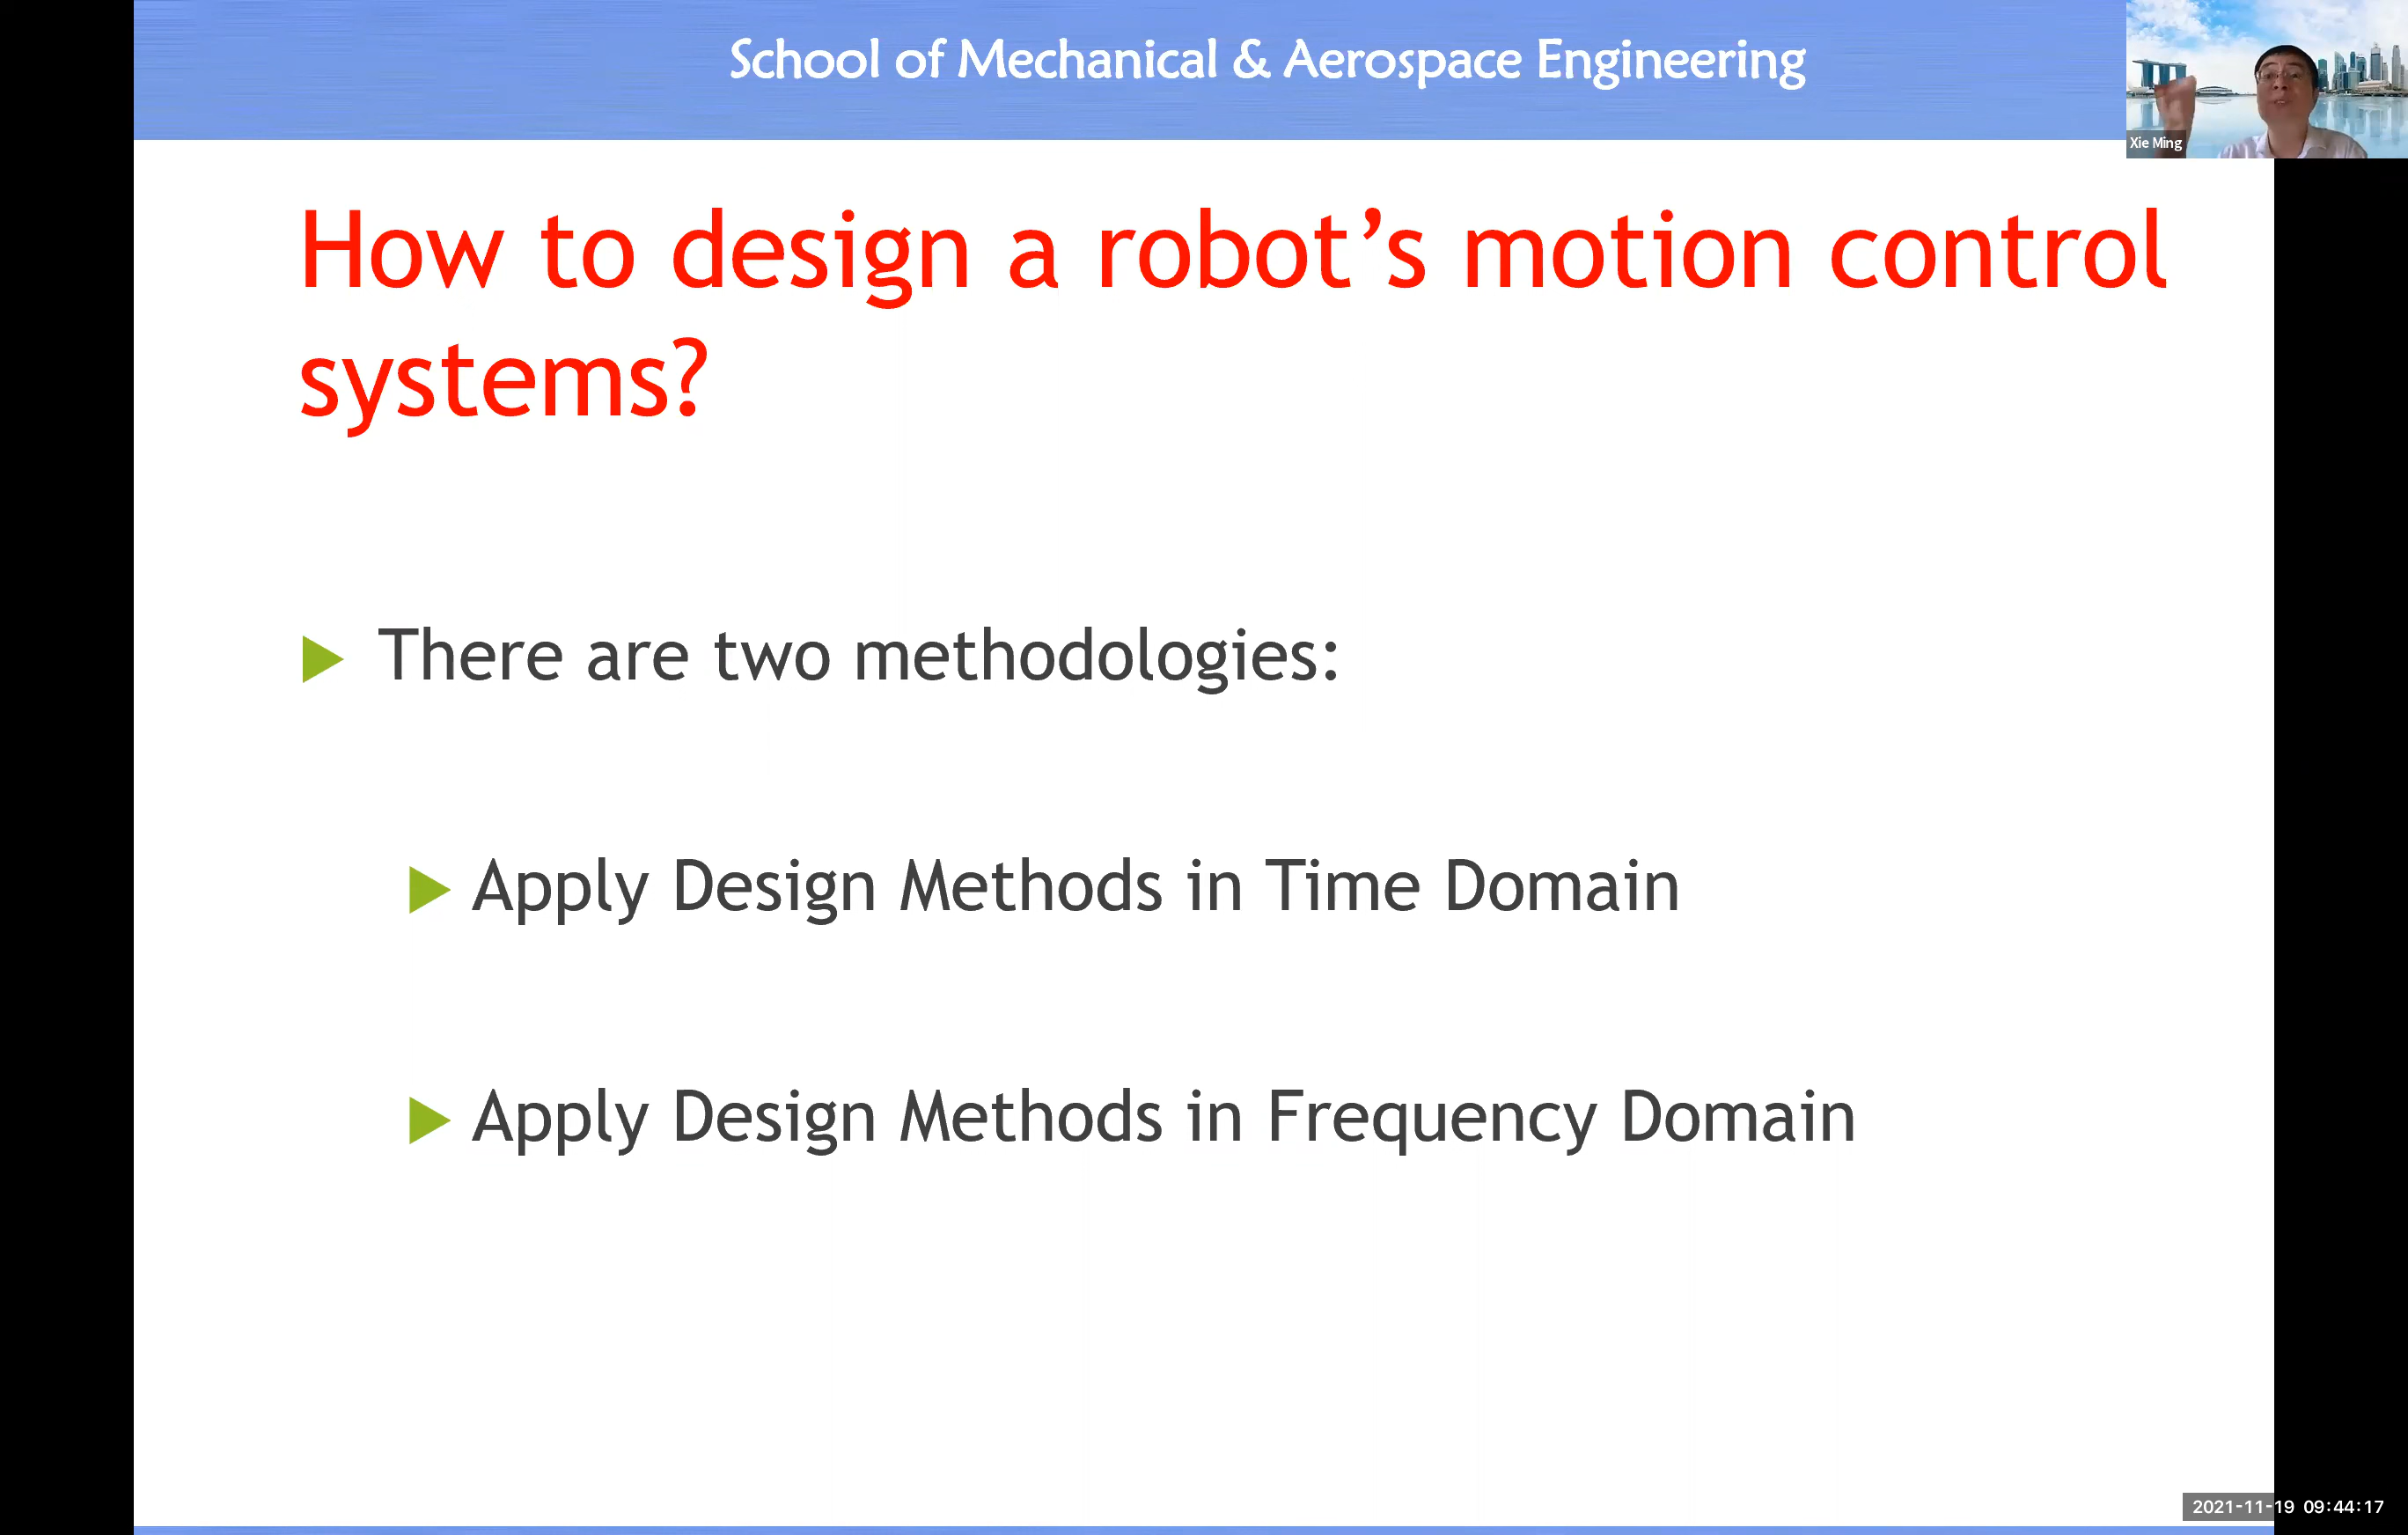 School of Mechanical & Aerospace Engineering
Xie Ming
How to design a robot’s motion control
systems?
There are two methodologies:
Apply Design Methods in Time Domain
Apply Design Methods in Frequency Domain
2021-11-19 09:44:17